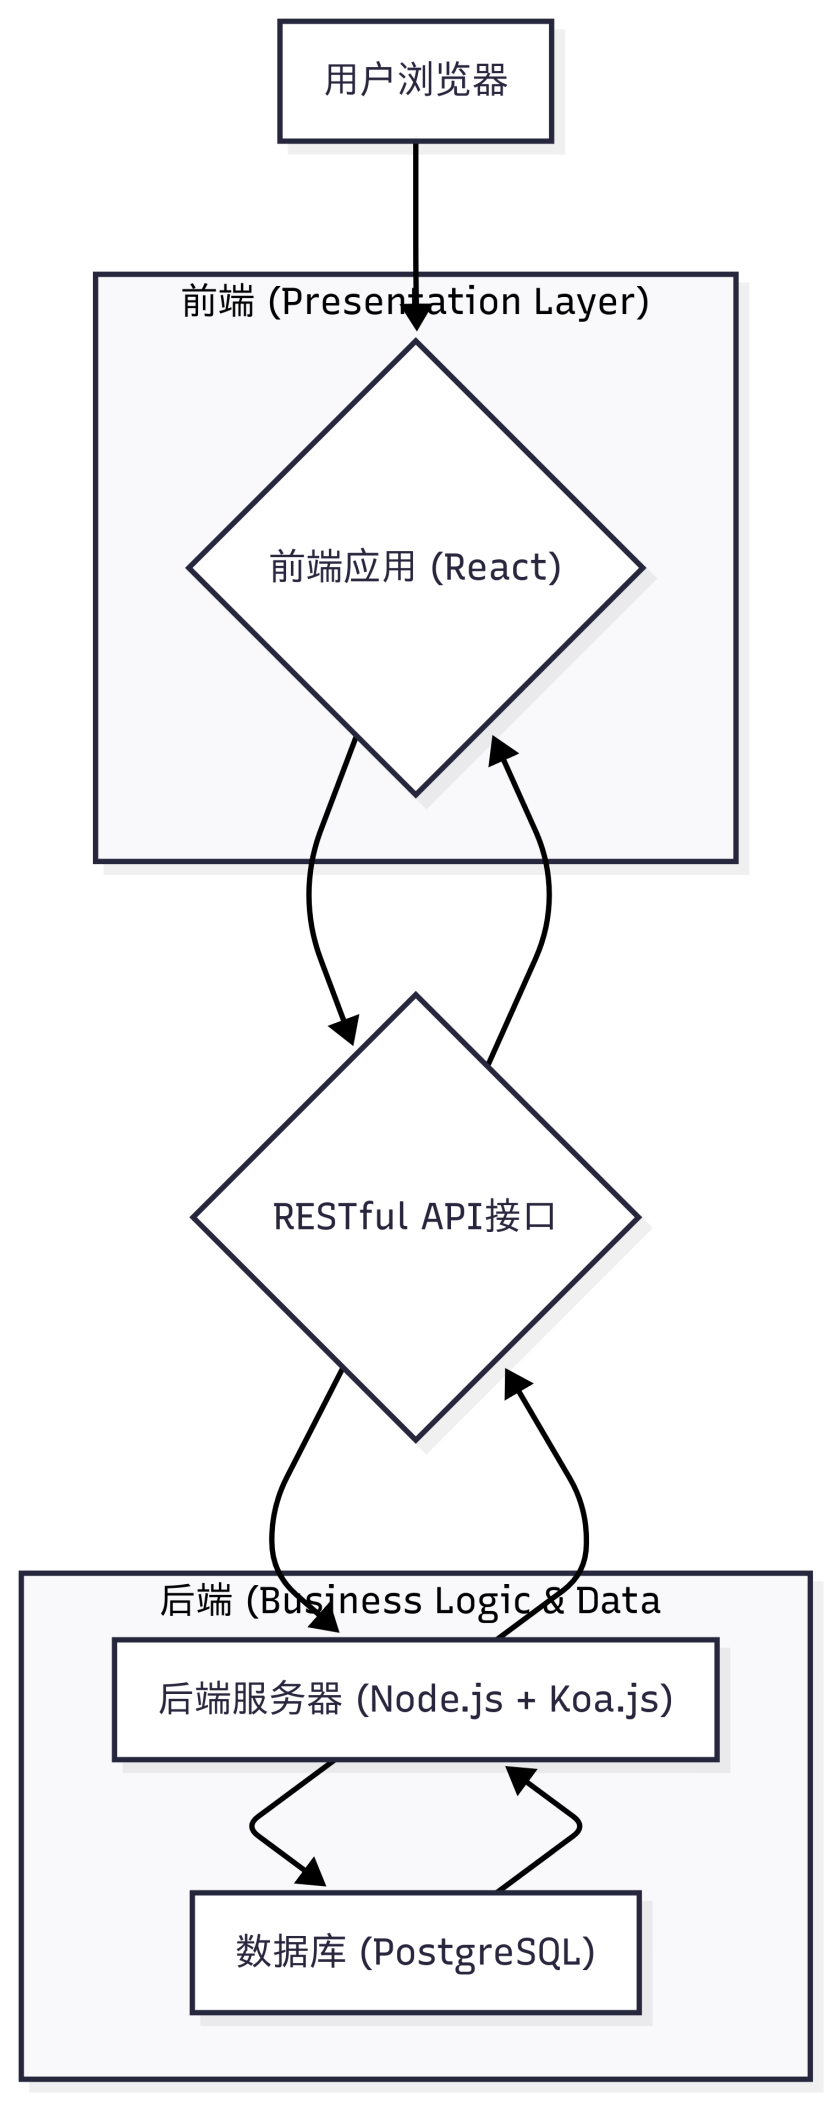 用户浏览器
前端 (Presentation Layer)
前端应用 (React)
RESTful API接口
后端 (Business Logic & Data
后端服务器 (Node.js + Koa.js)
数据库 (PostgreSQL)